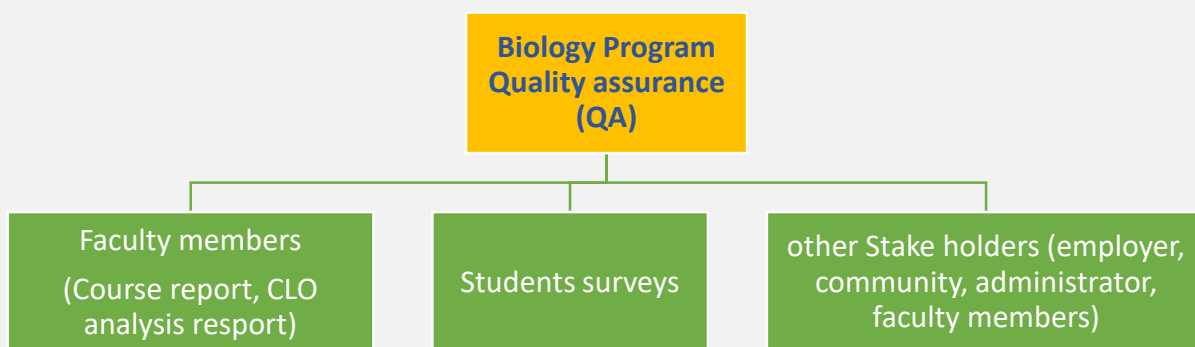 Biology Program
Quality assurance
(QA)
Faculty members
(Course report, CLO
analysis resport)
Students surveys
other Stake holders (employer,
community, administrator,
faculty members)